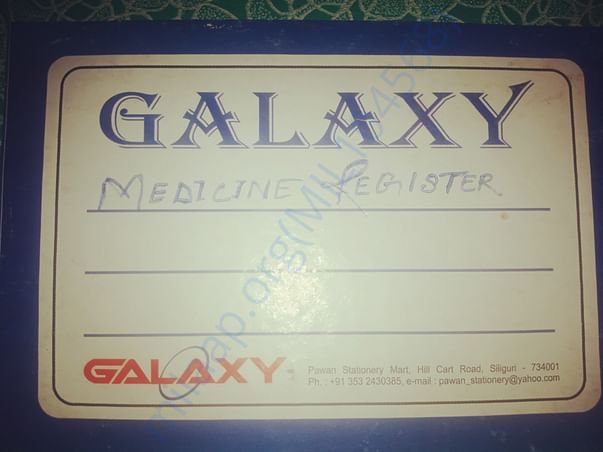 GALAXY
MEDICINE REGISTER
GALAXY
Pawan Stationery Mart, Hill Cart Road, Siliguri - 734001
Ph. : +91 353 2430385, e-mail : pawan_stationery@yahoo.com